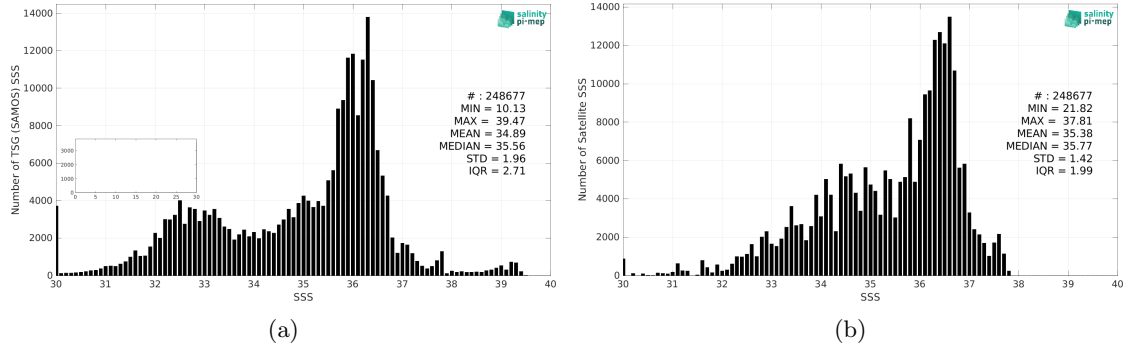 salinity
pi-mep
Number of TSG (SAMOS) SSS
14000
12000
10000
8000
6000
4000
2000
0
# : 248677
MIN = 10.13
MAX = 39.47
MEAN = 34.89
MEDIAN = 35.56
STD = 1.96
IQR = 2.71
3000
2000
1000
0
0 5 10 15 20 25 30
30 31 32 33 34 35 36 37 38 39 40
SSS
(a)
salinity
pi-mep
Number of Satellite SSS
14000
12000
10000
8000
6000
4000
2000
0
# : 248677
MIN = 21.82
MAX = 37.81
MEAN = 35.38
MEDIAN = 35.77
STD = 1.42
IQR = 1.99
30 31 32 33 34 35 36 37 38 39 40
SSS
(b)